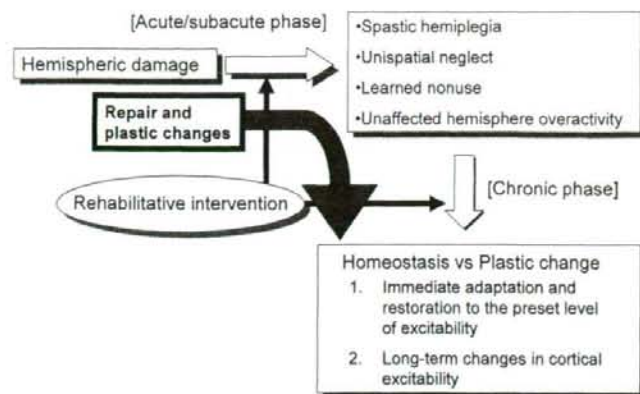 [Acute/subacute phase]
Hemispheric damage
•Spastic hemiplegia
•Unispatial neglect
•Learned nonuse
•Unaffected hemisphere overactivity
Repair and
plastic changes
Rehabilitative intervention
[Chronic phase]
Homeostasis vs Plastic change
1. Immediate adaptation and
restoration to the preset level
of excitability
2. Long-term changes in cortical
excitability